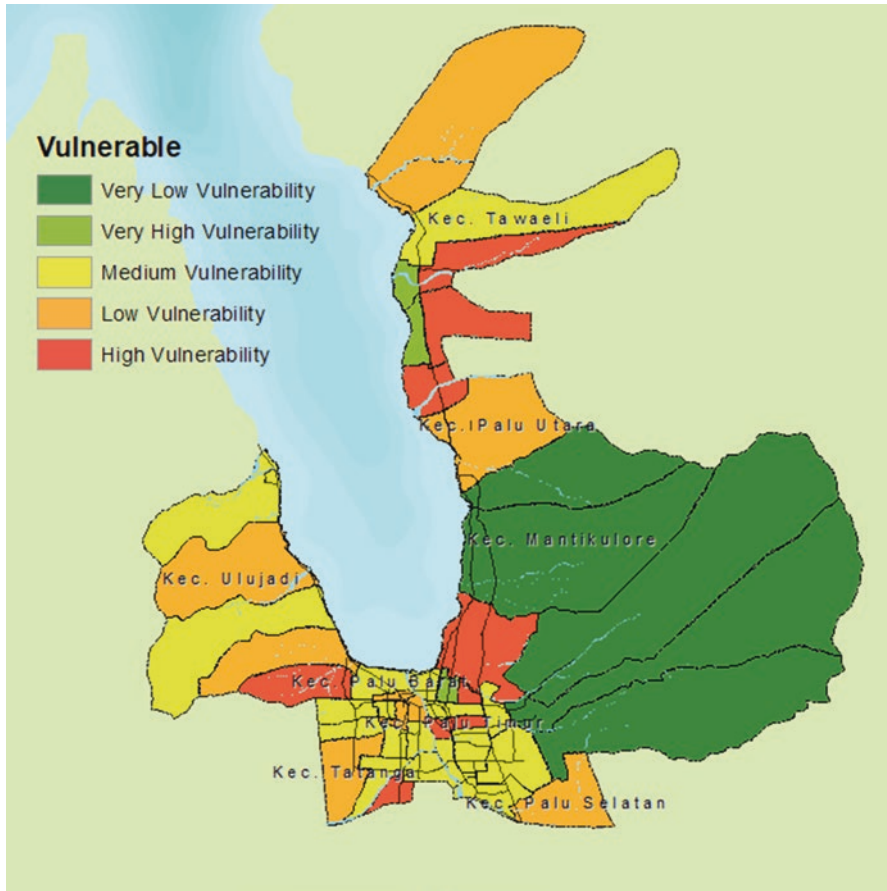 Vulnerable
Very Low Vulnerability
Very High Vulnerability
Medium Vulnerability
Low Vulnerability
High Vulnerability
Kec. Tawaeli
Kec. Palu Utara
Kec. Mantikulore
Kec. Ulujadi
Kec. Palu Barat
Kec. Palu Timur
Kec. Tatanga
Kec. Palu Selatan